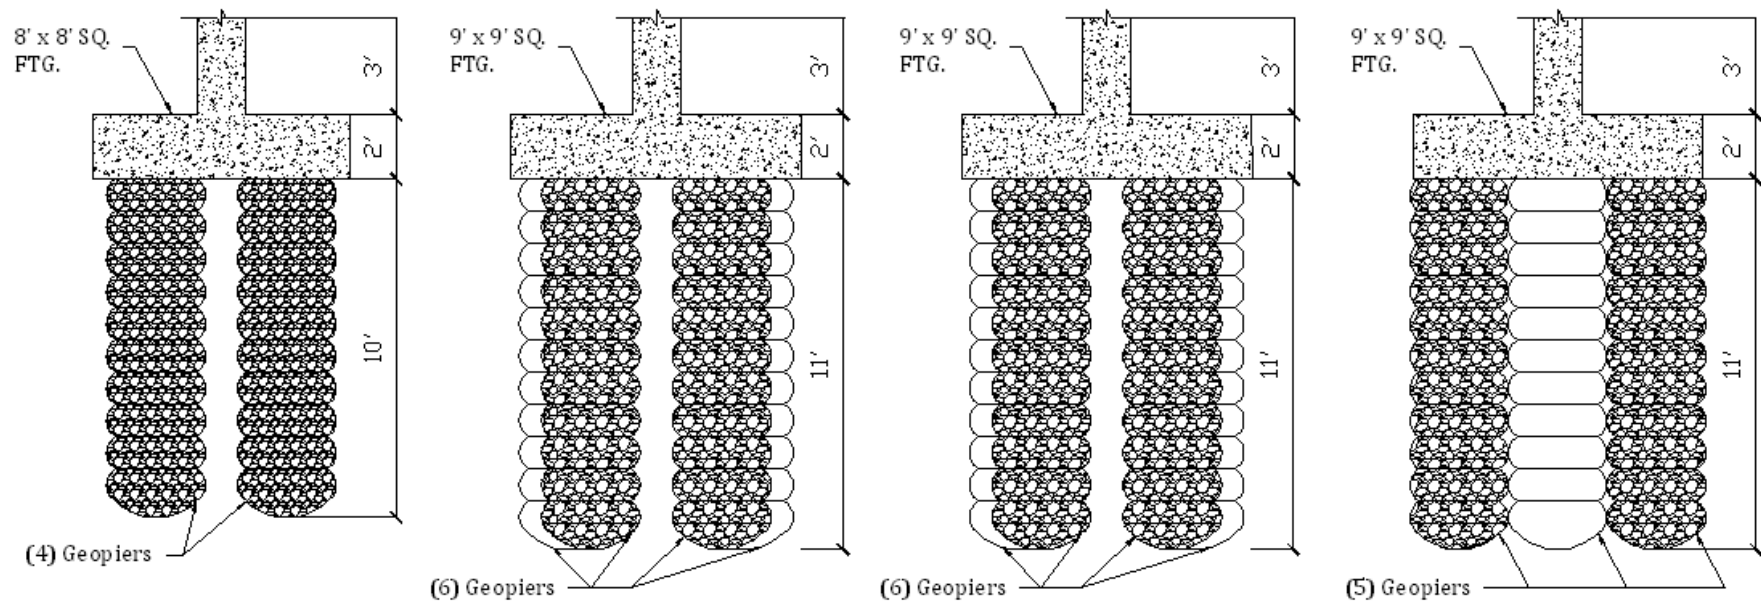 8' x 8' SQ.
FTG.
3'
2'
10'
(4) Geopiers
9' x 9' SQ.
FTG.
3'
2'
11'
(6) Geopiers
9' x 9' SQ.
FTG.
3'
2'
11'
(6) Geopiers
9' x 9' SQ.
FTG.
3'
2'
11'
(5) Geopiers